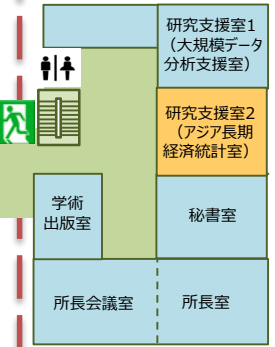 研究支援室1
（大規模データ
分析支援室）
研究支援室2
（アジア長期
経済統計室）
学術
出版室
秘書室
所長会議室
所長室